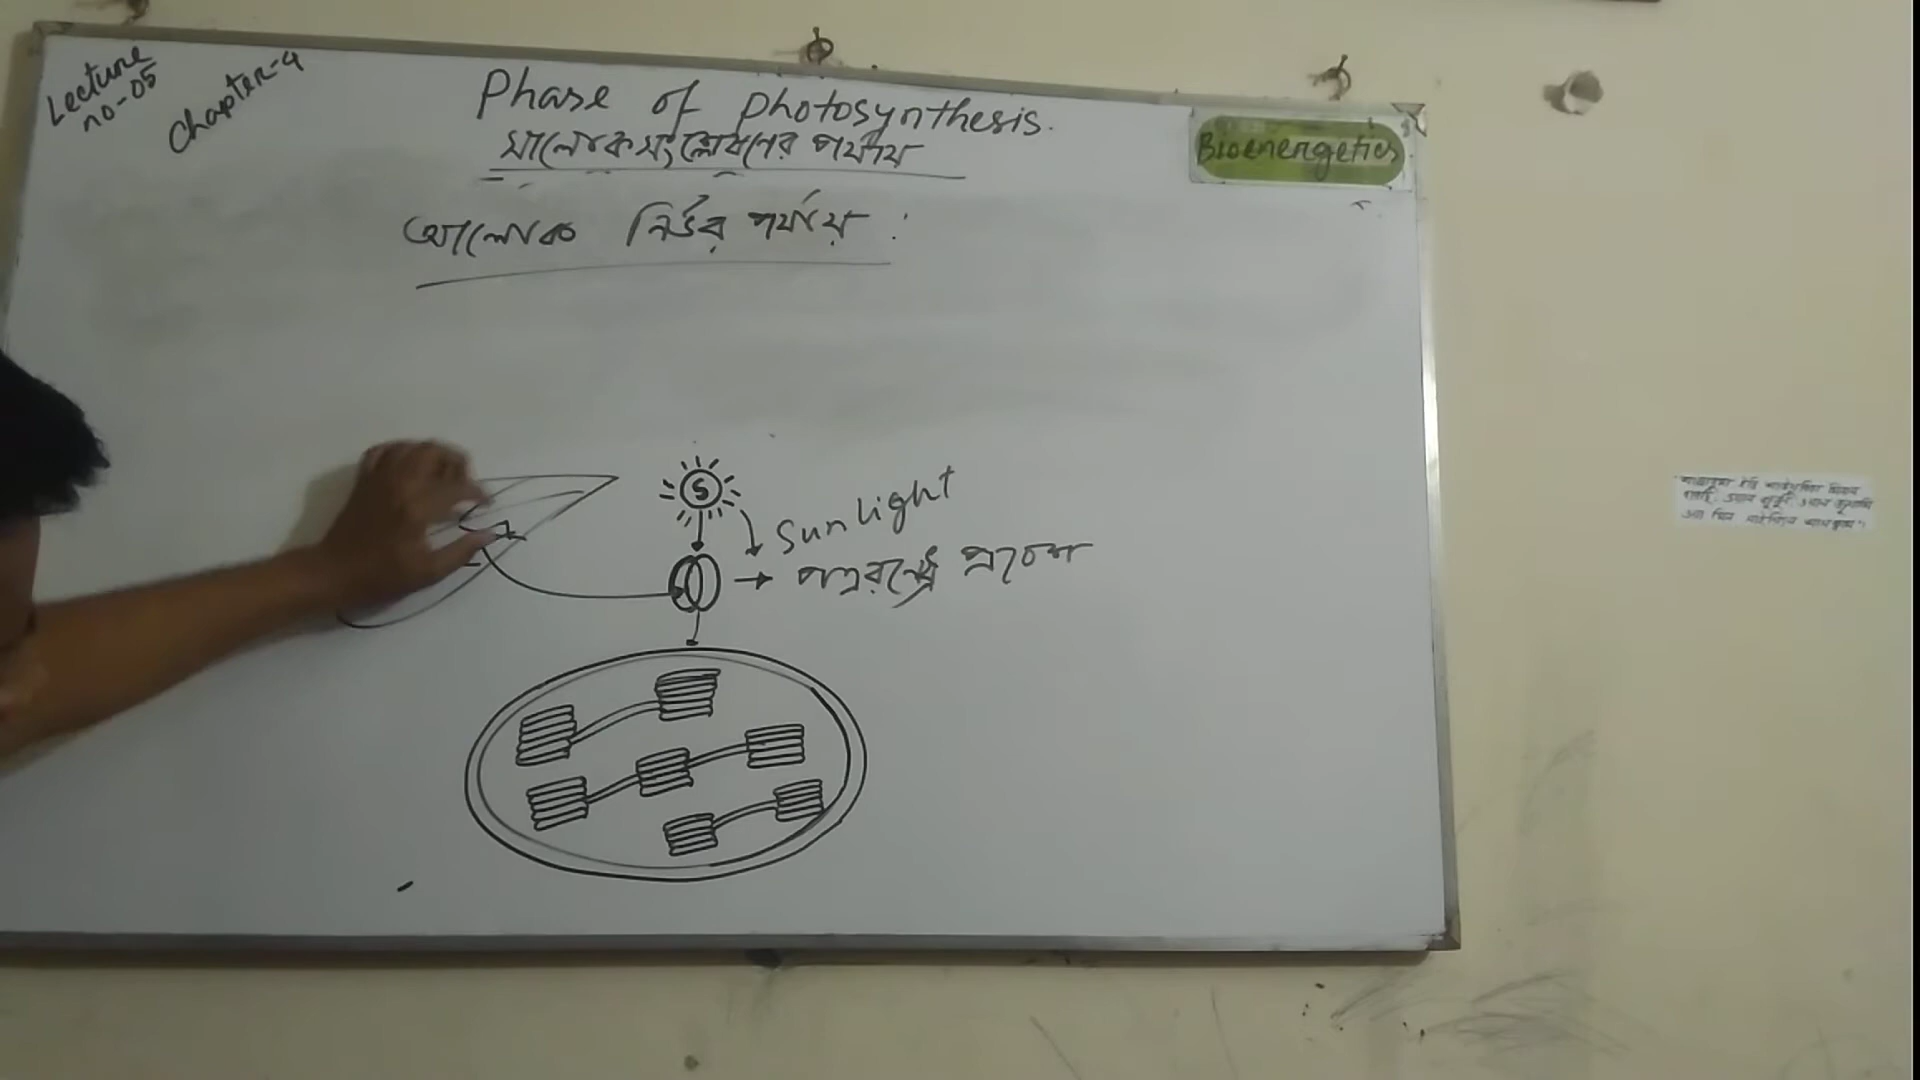 Lecture
no-05
Chapter-4
Phase of photosynthesis.
সালোকসংশ্লেষণের পর্যায়
Bioenergetics
আলোক নির্ভর পর্যায় :
S
Sunlight
পত্ররন্ধ্রে প্রবেশ